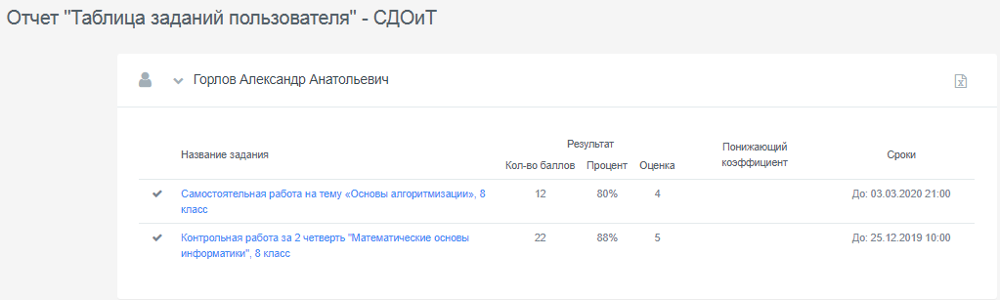 Отчет "Таблица заданий пользователя" - СДОиТ
Горлов Александр Анатольевич
Название задания
Результат
Кол-во баллов Процент Оценка
Понижающий
коэффициент
Сроки
Самостоятельная работа на тему «Основы алгоритмизации», 8
класс
12 80% 4 До: 03.03.2020 21:00
Контрольная работа за 2 четверть "Математические основы
информатики", 8 класс
22 88% 5 До: 25.12.2019 10:00